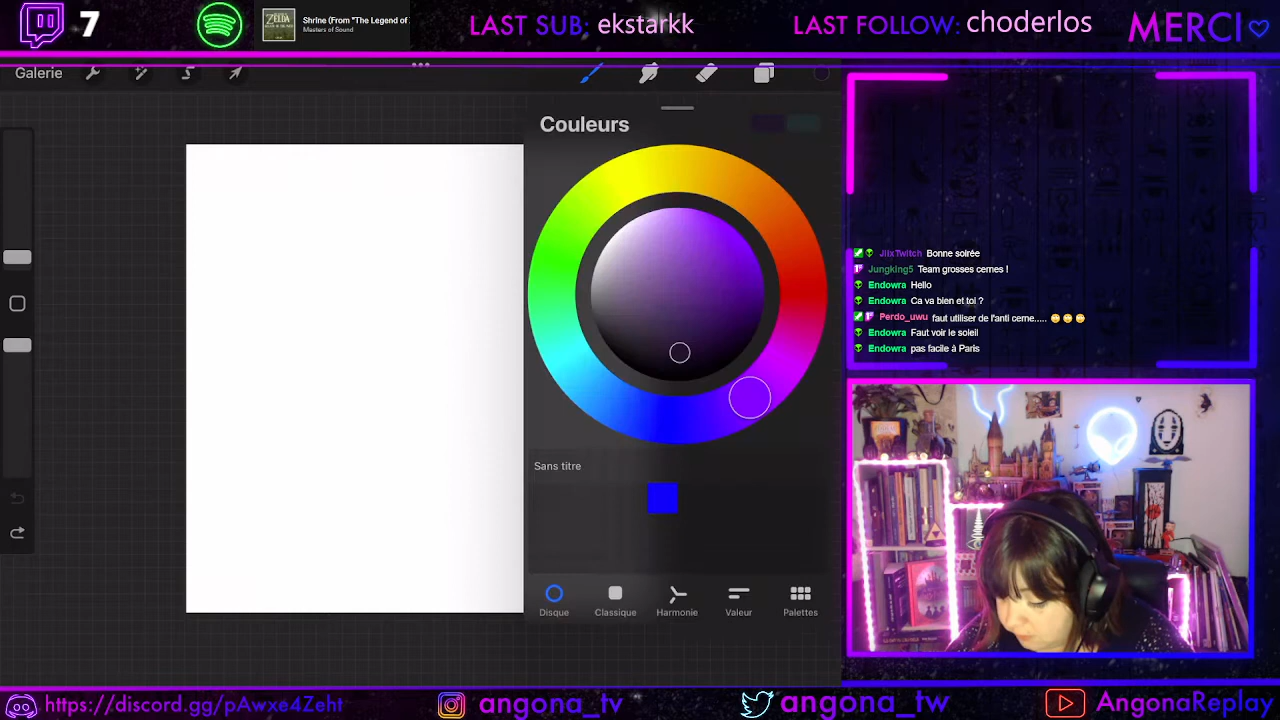 7
Shrine (From "The Legend of
Masters of Sound
LAST SUB: ekstarkk
LAST FOLLOW: choderlos
MERCI
Galerie
Couleurs
Sans titre
Disque
Classique
Harmonie
Valeur
Palettes
JlixTwitch Bonne soirée
Jungking5 Team grosses cernes !
Endowra Hello
Endowra Ca va bien et toi ?
Perdo_uwu faut utiliser de l'anti cerne.....
Endowra Faut voir le soleil
Endowra pas facile à Paris
https://discord.gg/pAwxe4Zeht
angona_tv
angona_tw
AngonaReplay